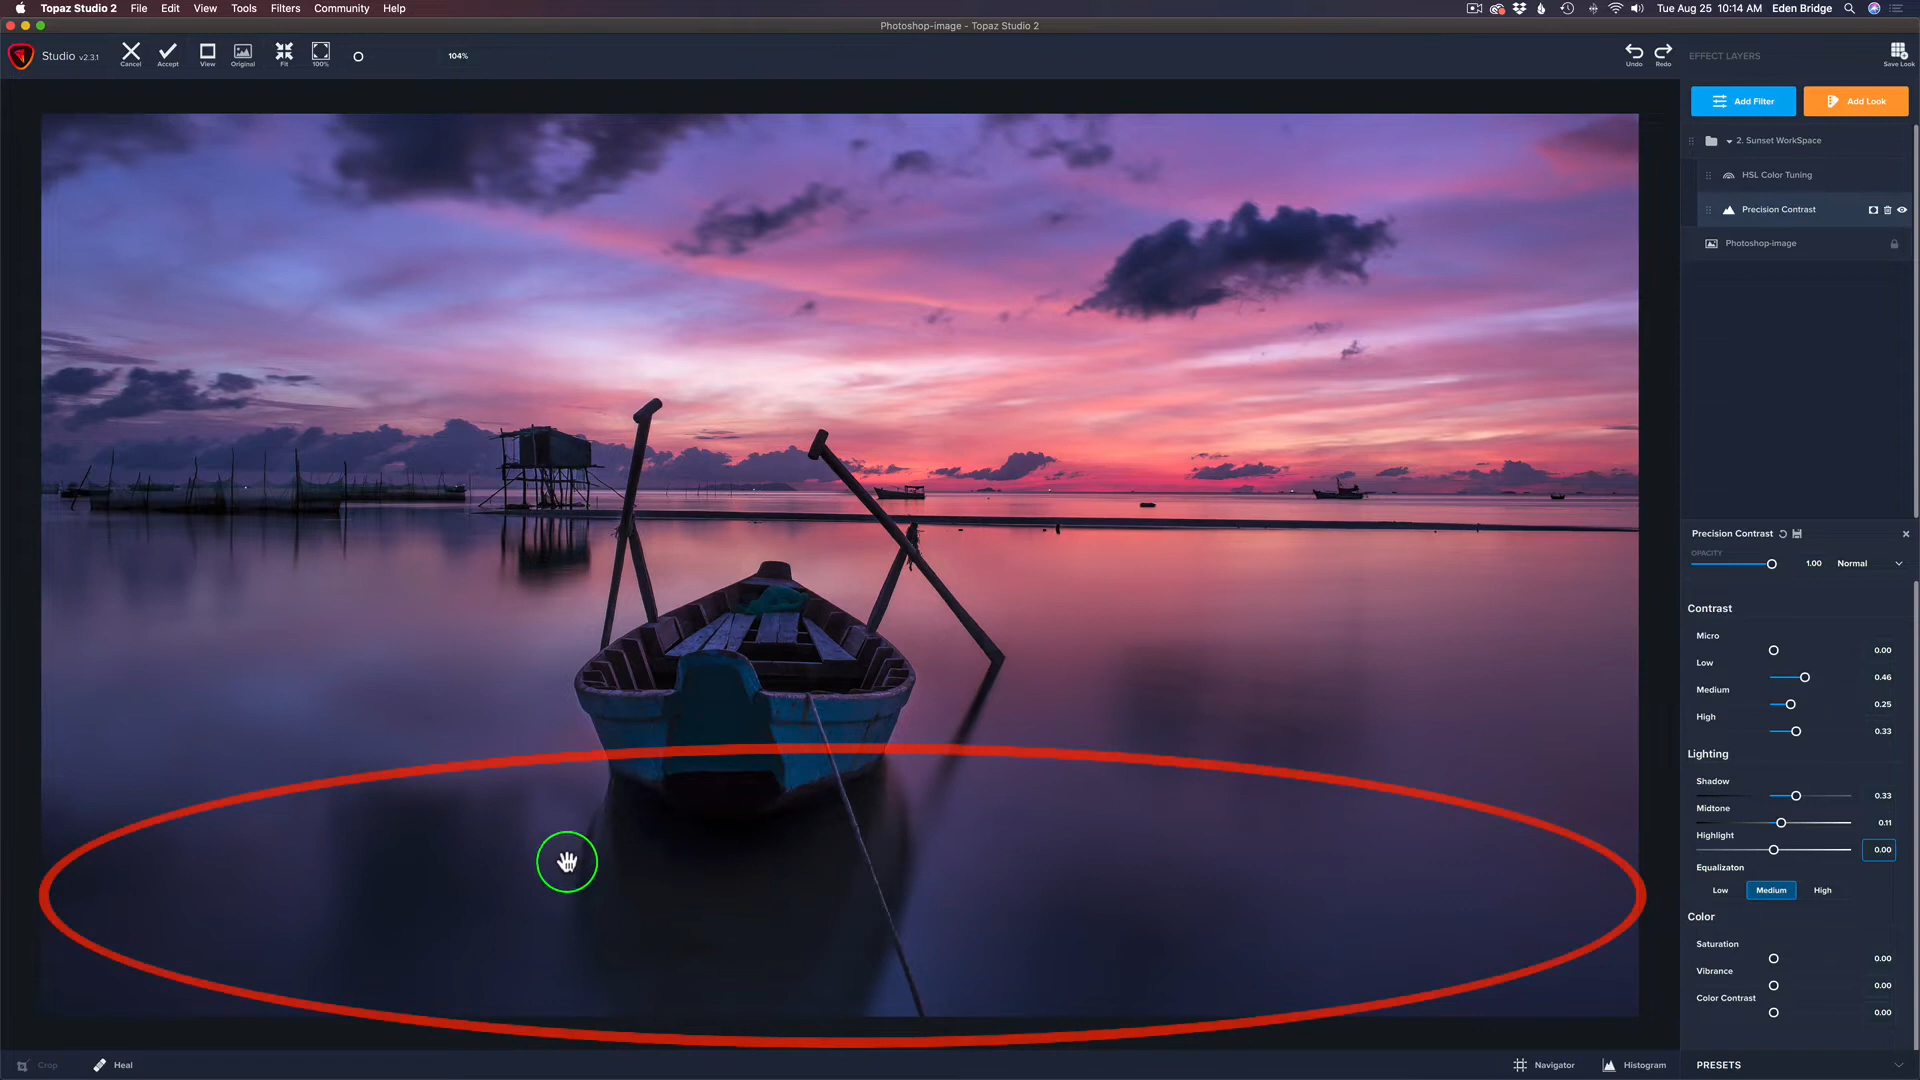 Topaz Studio 2 File Edit View Tools Filters Community Help Tue Aug 25 10:14 AM Eden Bridge
Photoshop-image - Topaz Studio 2
Studio v2.3.1 Cancel Accept View Original Fit 100% 104% Undo Redo EFFECT LAYERS Save Look
Add Filter Add Look
2. Sunset WorkSpace
HSL Color Tuning
Precision Contrast
Photoshop-image
Precision Contrast
OPACITY
1.00 Normal
Contrast
Micro
0.00
Low
0.46
Medium
0.25
High
0.33
Lighting
Shadow
0.33
Midtone
0.11
Highlight
0.00
Equalizaton
Low Medium High
Color
Saturation
0.00
Vibrance
0.00
Color Contrast
0.00
Crop Heal Navigator Histogram PRESETS